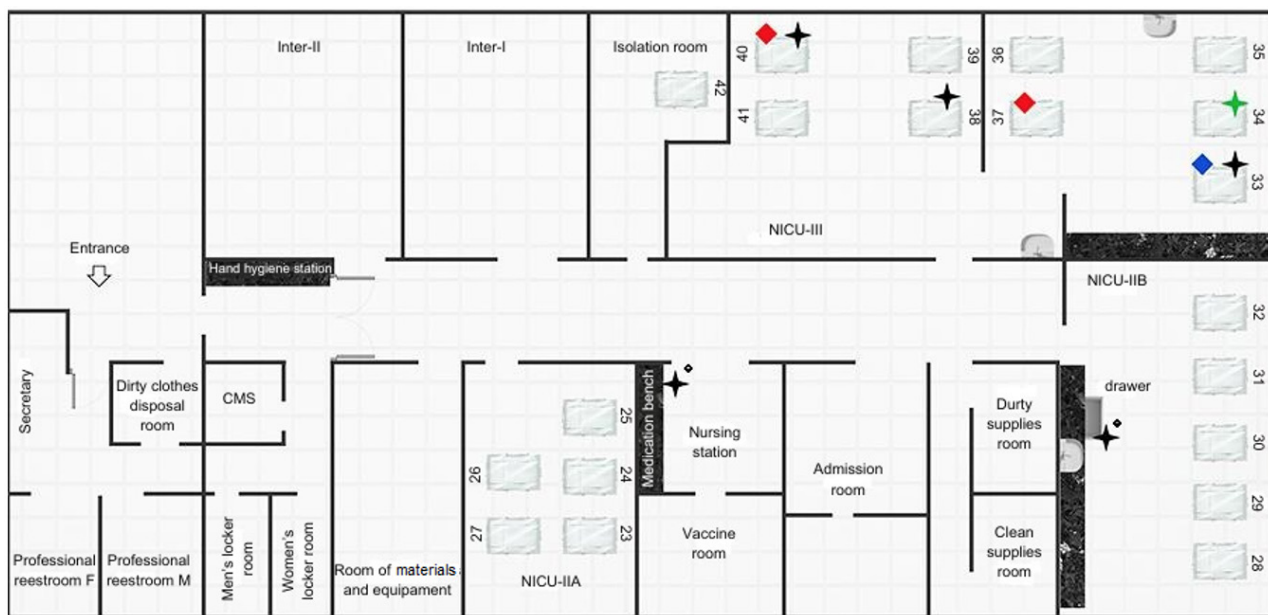 Inter-II
Inter-I
Isolation room
42
40
41
39
38
36
37
35
34
33
NICU-III
Entrance
Hand hygiene station
NICU-IIB
32
31
30
29
28
Secretary
Dirty clothes
disposal
room
CMS
25
26
24
27
23
Medication bench
Nursing
station
Durty
supplies
room
drawer
Admission
room
Vaccine
room
Clean
supplies
room
Professional
reestroom F
Professional
reestroom M
Men's locker
room
Women's
locker room
Room of materials
and equipament
NICU-IIA